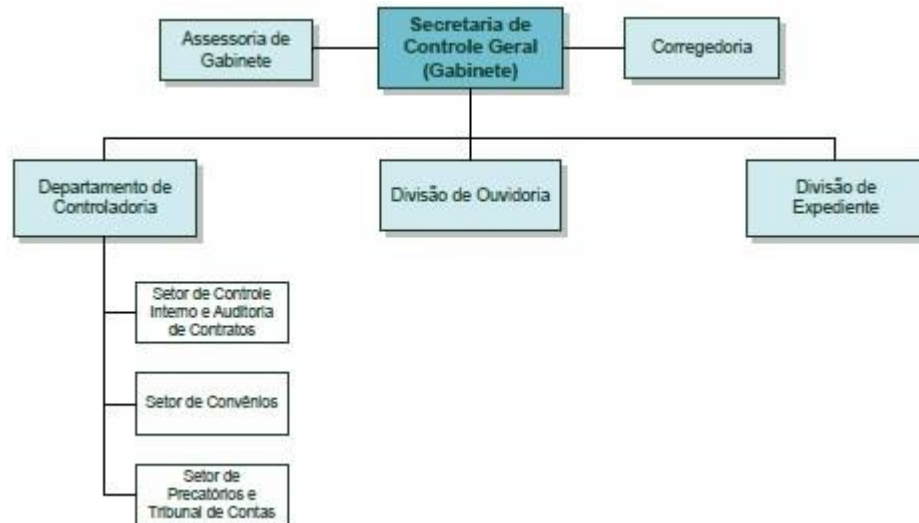 Assessoria de
Gabinete
Secretaria de
Controle Geral
(Gabinete)
Corregedoria
Departamento de
Controladoria
Divisão de Ouvidoria
Divisão de
Expediente
Setor de Controle
Interno e Auditoria
de Contratos
Setor de Convênios
Setor de
Precatórios e
Tribunal de Contas